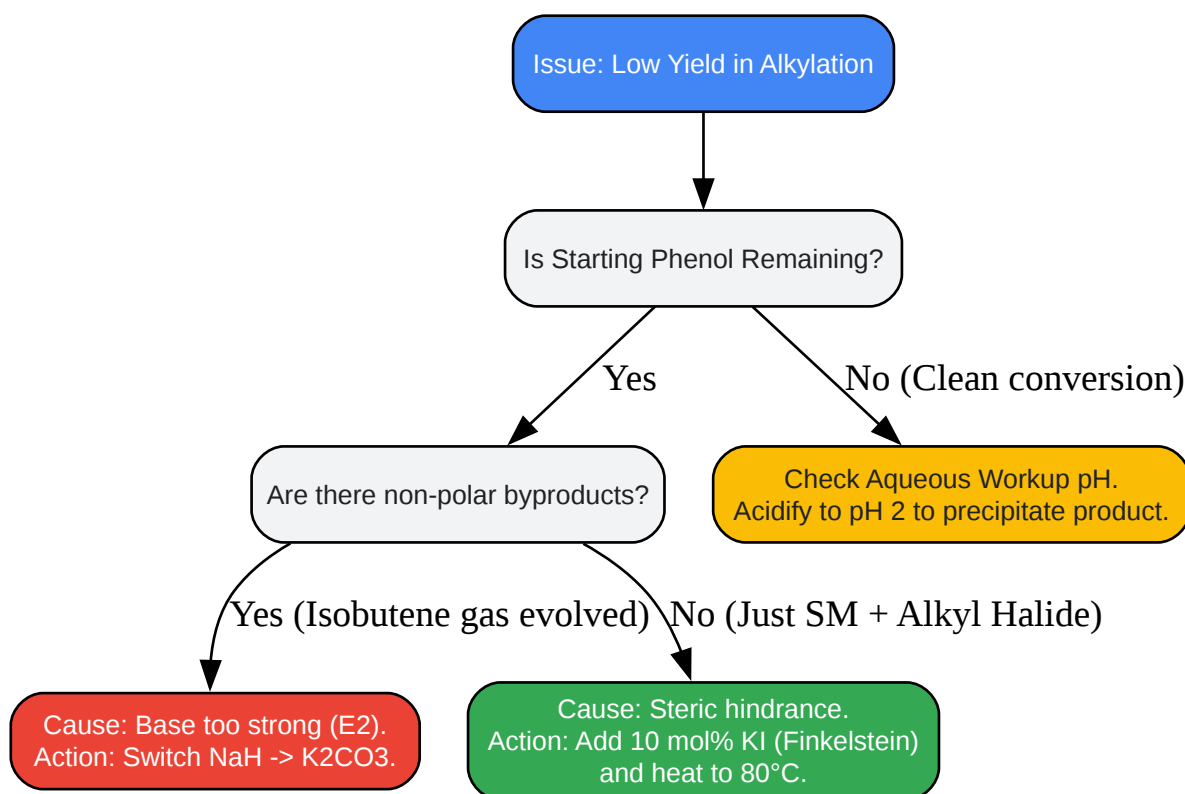 Issue: Low Yield in Alkylation
Is Starting Phenol Remaining?
Yes
No (Clean conversion)
Are there non-polar byproducts?
Check Aqueous Workup pH.
Acidify to pH 2 to precipitate product.
Yes (Isobutene gas evolved)
No (Just SM + Alkyl Halide)
Cause: Base too strong (E2).
Action: Switch NaH -> K2CO3.
Cause: Steric hindrance.
Action: Add 10 mol% KI (Finkelstein)
and heat to 80°C.